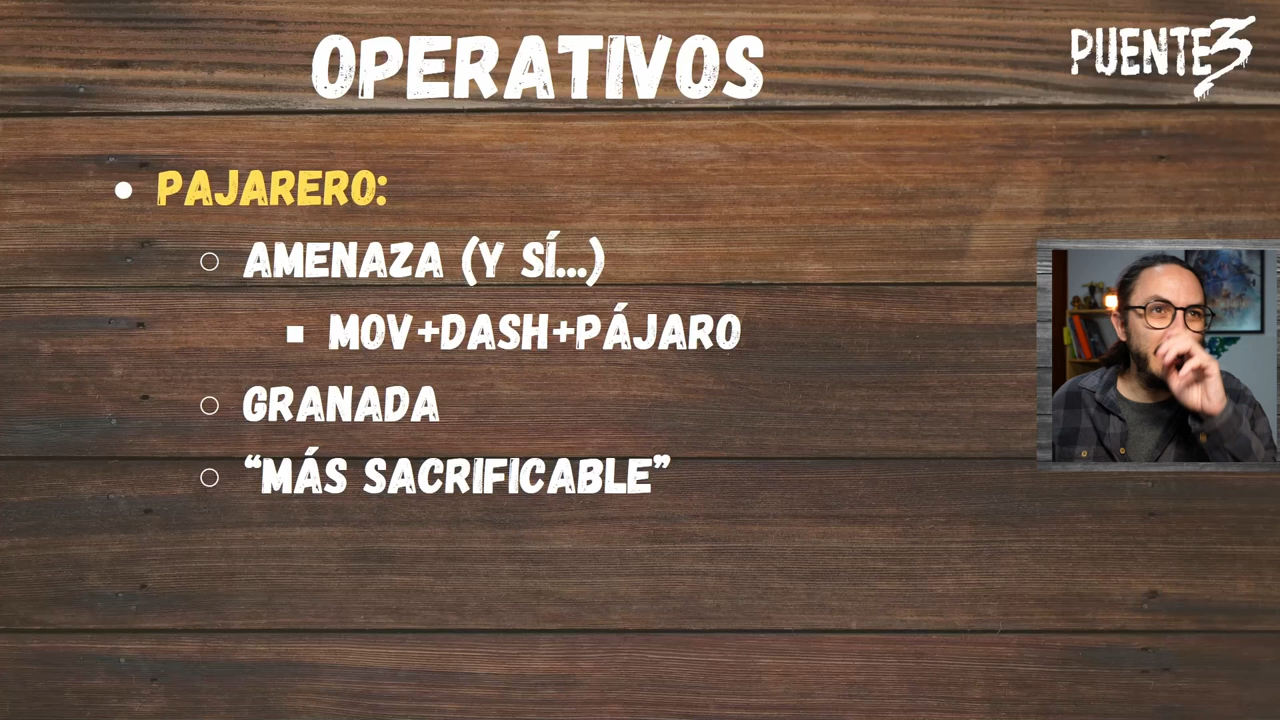 OPERATIVOS
PUENTE3
PAJARERO:
AMENAZA (Y SÍ...)
MOV+DASH+PÁJARO
GRANADA
“MÁS SACRIFICABLE”